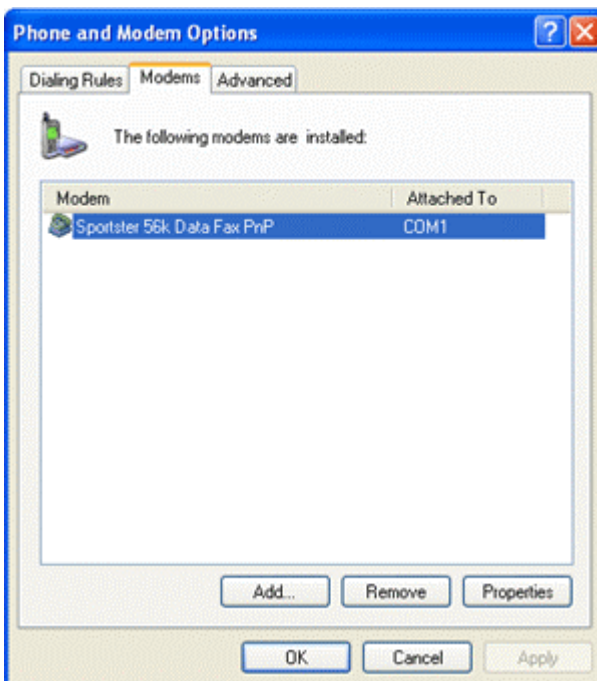 Phone and Modem Options
Dialing Rules Modems Advanced
The following modems are installed:
Modem Attached To
Sportster 56k Data Fax PnP COM1
Add... Remove Properties
OK Cancel Apply